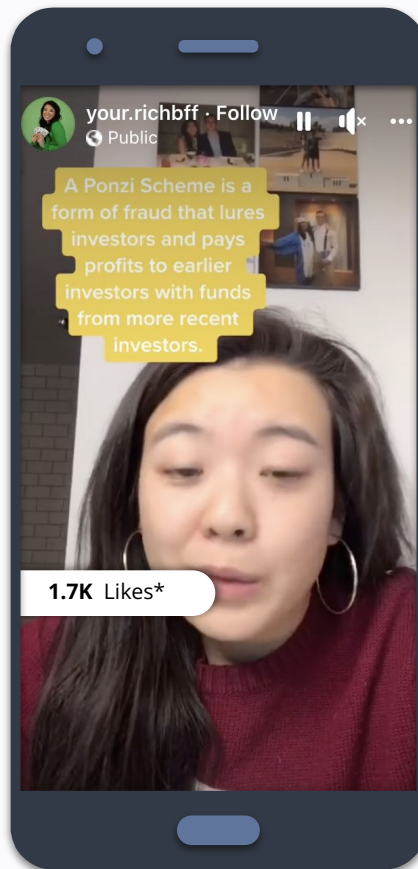 your.richbff · Follow
Public
A Ponzi Scheme is a
form of fraud that lures
investors and pays
profits to earlier
investors with funds
from more recent
investors.
1.7K Likes*